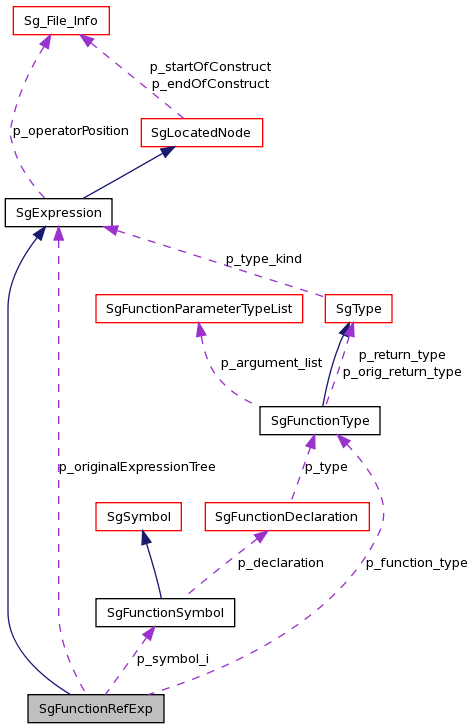 Sg_File_Info
p_startOfConstruct
p_endOfConstruct
p_operatorPosition
SgLocatedNode
SgExpression
p_type_kind
SgFunctionParameterTypeList
SgType
p_return_type
p_argument_list
p_orig_return_type
SgFunctionType
p_originalExpressionTree
p_type
SgSymbol
SgFunctionDeclaration
p_declaration
p_function_type
SgFunctionSymbol
p_symbol_i
SgFunctionRefExp